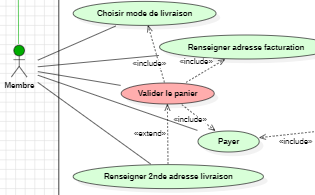 Choisir mode de livraison
Renseigner adresse facturation
«include»
«include»
Membre
Valider le panier
«include»
«extend»
Payer
«include»
Renseigner 2nde adresse livraison